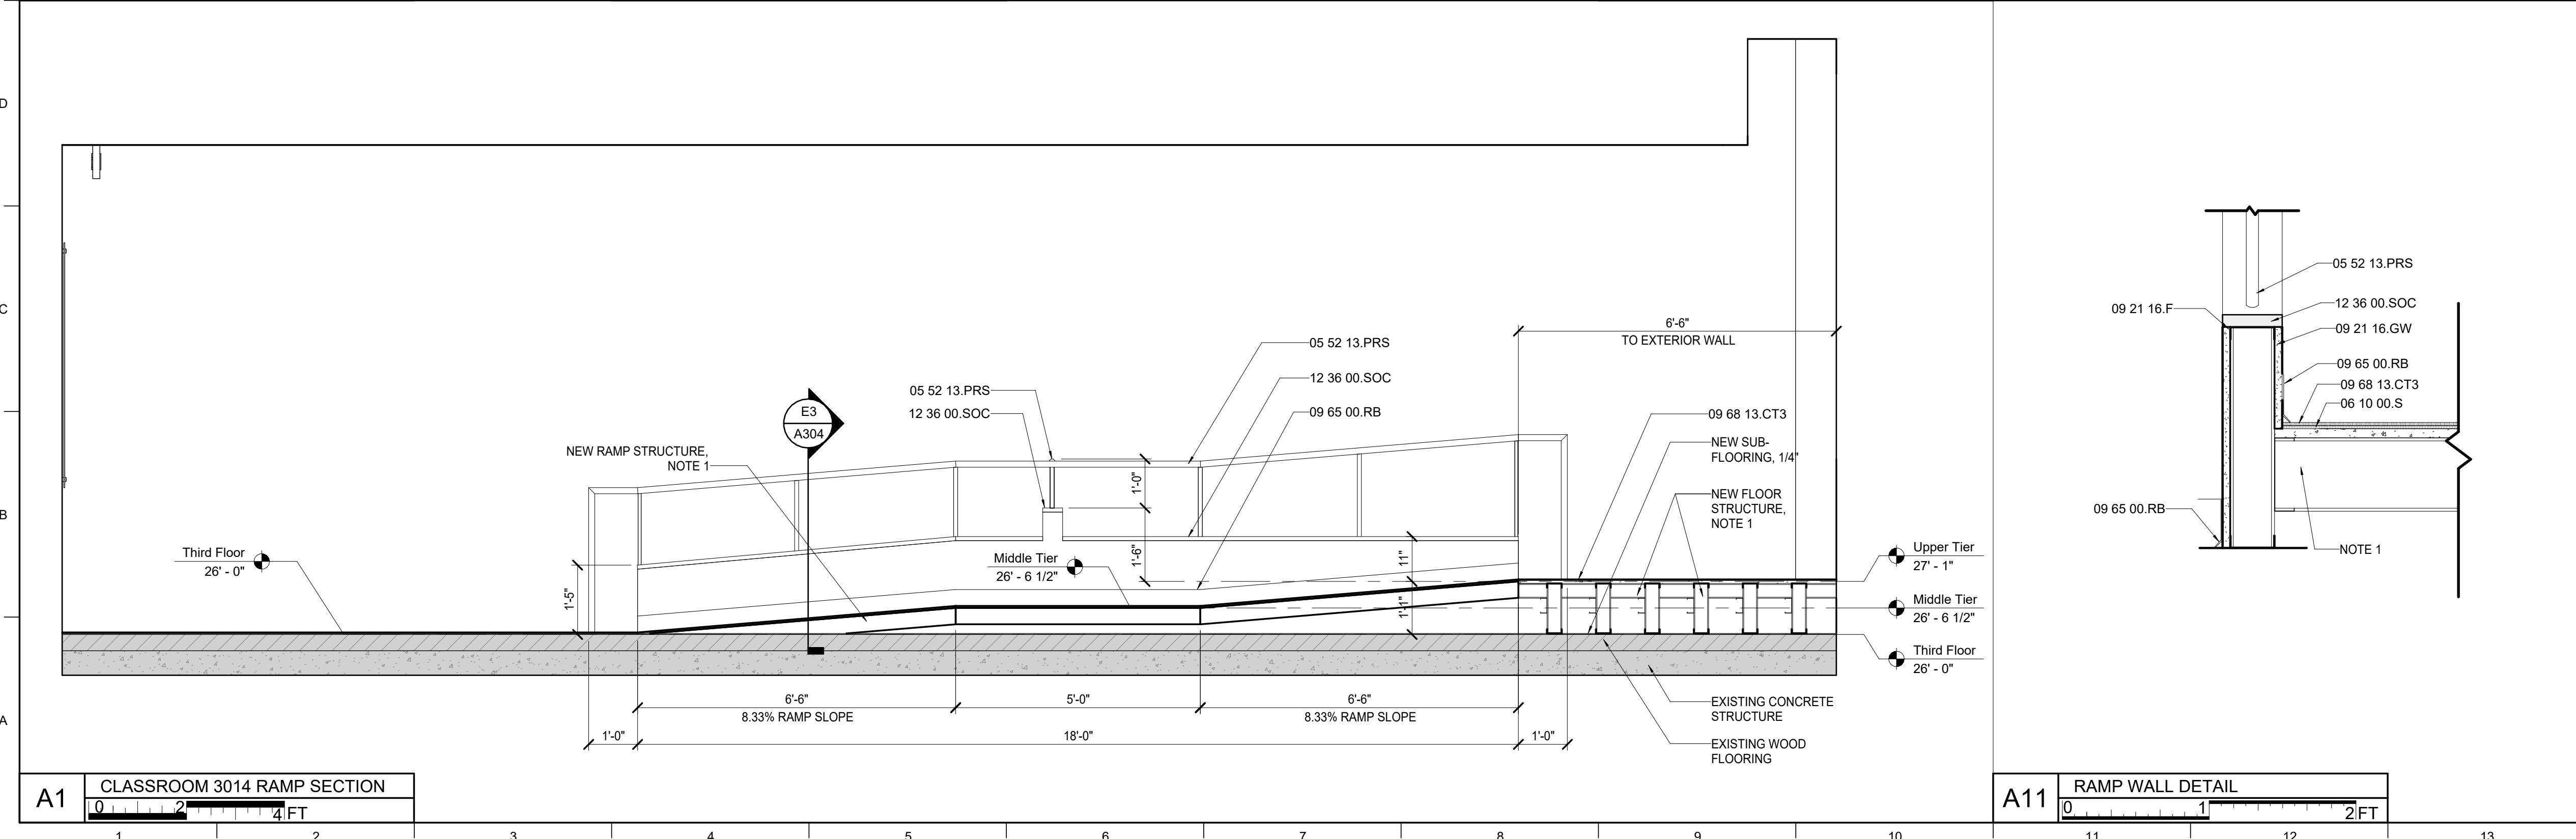 D
C
B
A
Third Floor
26' - 0"
NEW RAMP STRUCTURE,
NOTE 1
E3
A304
05 52 13.PRS
12 36 00.SOC
05 52 13.PRS
12 36 00.SOC
09 65 00.RB
6'-6"
TO EXTERIOR WALL
09 68 13.CT3
NEW SUB-
FLOORING, 1/4"
NEW FLOOR
STRUCTURE,
NOTE 1
1'-0"
1'-6"
11"
1'-1"
1'-5"
Middle Tier
26' - 6 1/2"
Upper Tier
27' - 1"
Middle Tier
26' - 6 1/2"
Third Floor
26' - 0"
6'-6"
8.33% RAMP SLOPE
5'-0"
6'-6"
8.33% RAMP SLOPE
1'-0"
18'-0"
1'-0"
EXISTING CONCRETE
STRUCTURE
EXISTING WOOD
FLOORING
A1
CLASSROOM 3014 RAMP SECTION
0 2 4 FT
05 52 13.PRS
09 21 16.F
12 36 00.SOC
09 21 16.GW
09 65 00.RB
09 68 13.CT3
06 10 00.S
09 65 00.RB
NOTE 1
A11
RAMP WALL DETAIL
0 1 2 FT
1 2 3 4 5 6 7 8 9 10 11 12 13